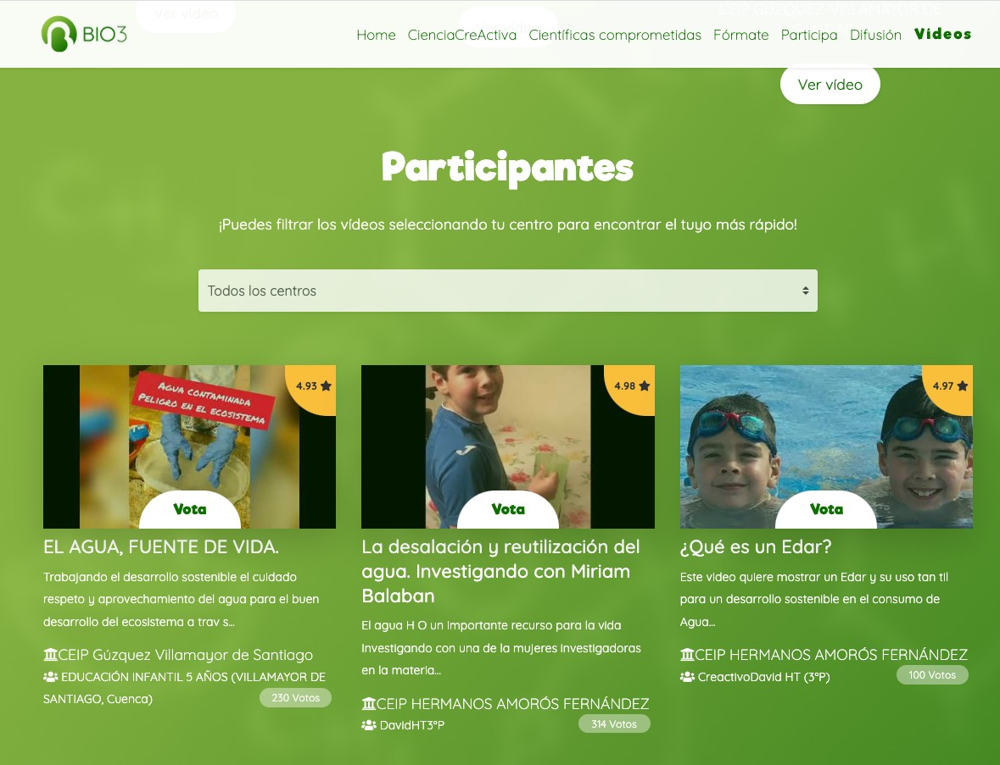 Ver vídeo
CEIP GÚZQUEZ-VILLAMAYOR DE
BIO3
Home CienciaCreActiva Científicas comprometidas Fórmate Participa Difusión Vídeos
Ver vídeo
Participantes
¡Puedes filtrar los vídeos seleccionando tu centro para encontrar el tuyo más rápido!
Todos los centros
AGUA CONTAMINADA
PELIGRO EN EL ECOSISTEMA
4.93
Vota
EL AGUA, FUENTE DE VIDA.
Trabajando el desarrollo sostenible el cuidado
respeto y aprovechamiento del agua para el buen
desarrollo del ecosistema a trav s...
CEIP Gúzquez Villamayor de Santiago
EDUCACIÓN INFANTIL 5 AÑOS (VILLAMAYOR DE
SANTIAGO, Cuenca)
230 Votos
4.98
Vota
La desalación y reutilización del
agua. Investigando con Miriam
Balaban
El agua H O un importante recurso para la vida
Investigando con una de la mujeres investigadoras
en la materia...
CEIP HERMANOS AMORÓS FERNÁNDEZ
DavidHT3ºP
314 Votos
4.97
Vota
¿Qué es un Edar?
Este video quiere mostrar un Edar y su uso tan til
para un desarrollo sostenible en el consumo de
Agua...
CEIP HERMANOS AMORÓS FERNÁNDEZ
CreactivoDavid HT (3ºP)
100 Votos